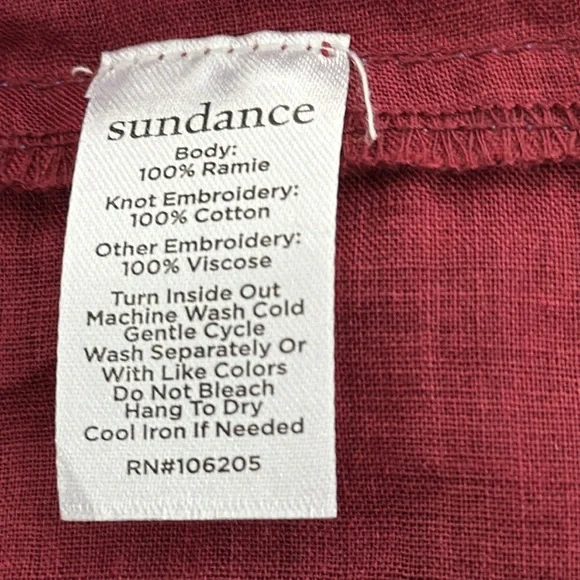 sundance
Body:
100% Ramie
Knot Embroidery:
100% Cotton
Other Embroidery:
100% Viscose
Turn Inside Out
Machine Wash Cold
Gentle Cycle
Wash Separately Or
With Like Colors
Do Not Bleach
Hang To Dry
Cool Iron If Needed
RN#106205